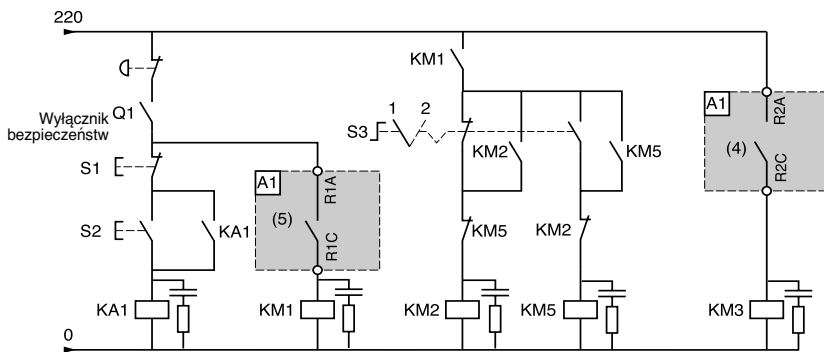 220
KM1
Q1
Wyłącznik
bezpieczeństw
A1
R2A
1 2
S3
KM2
KM5
(4)
S1
A1
R1A
R2C
(5)
S2
KA1
R1C
KM5
KM2
KA1
KM1
KM2
KM5
KM3
0